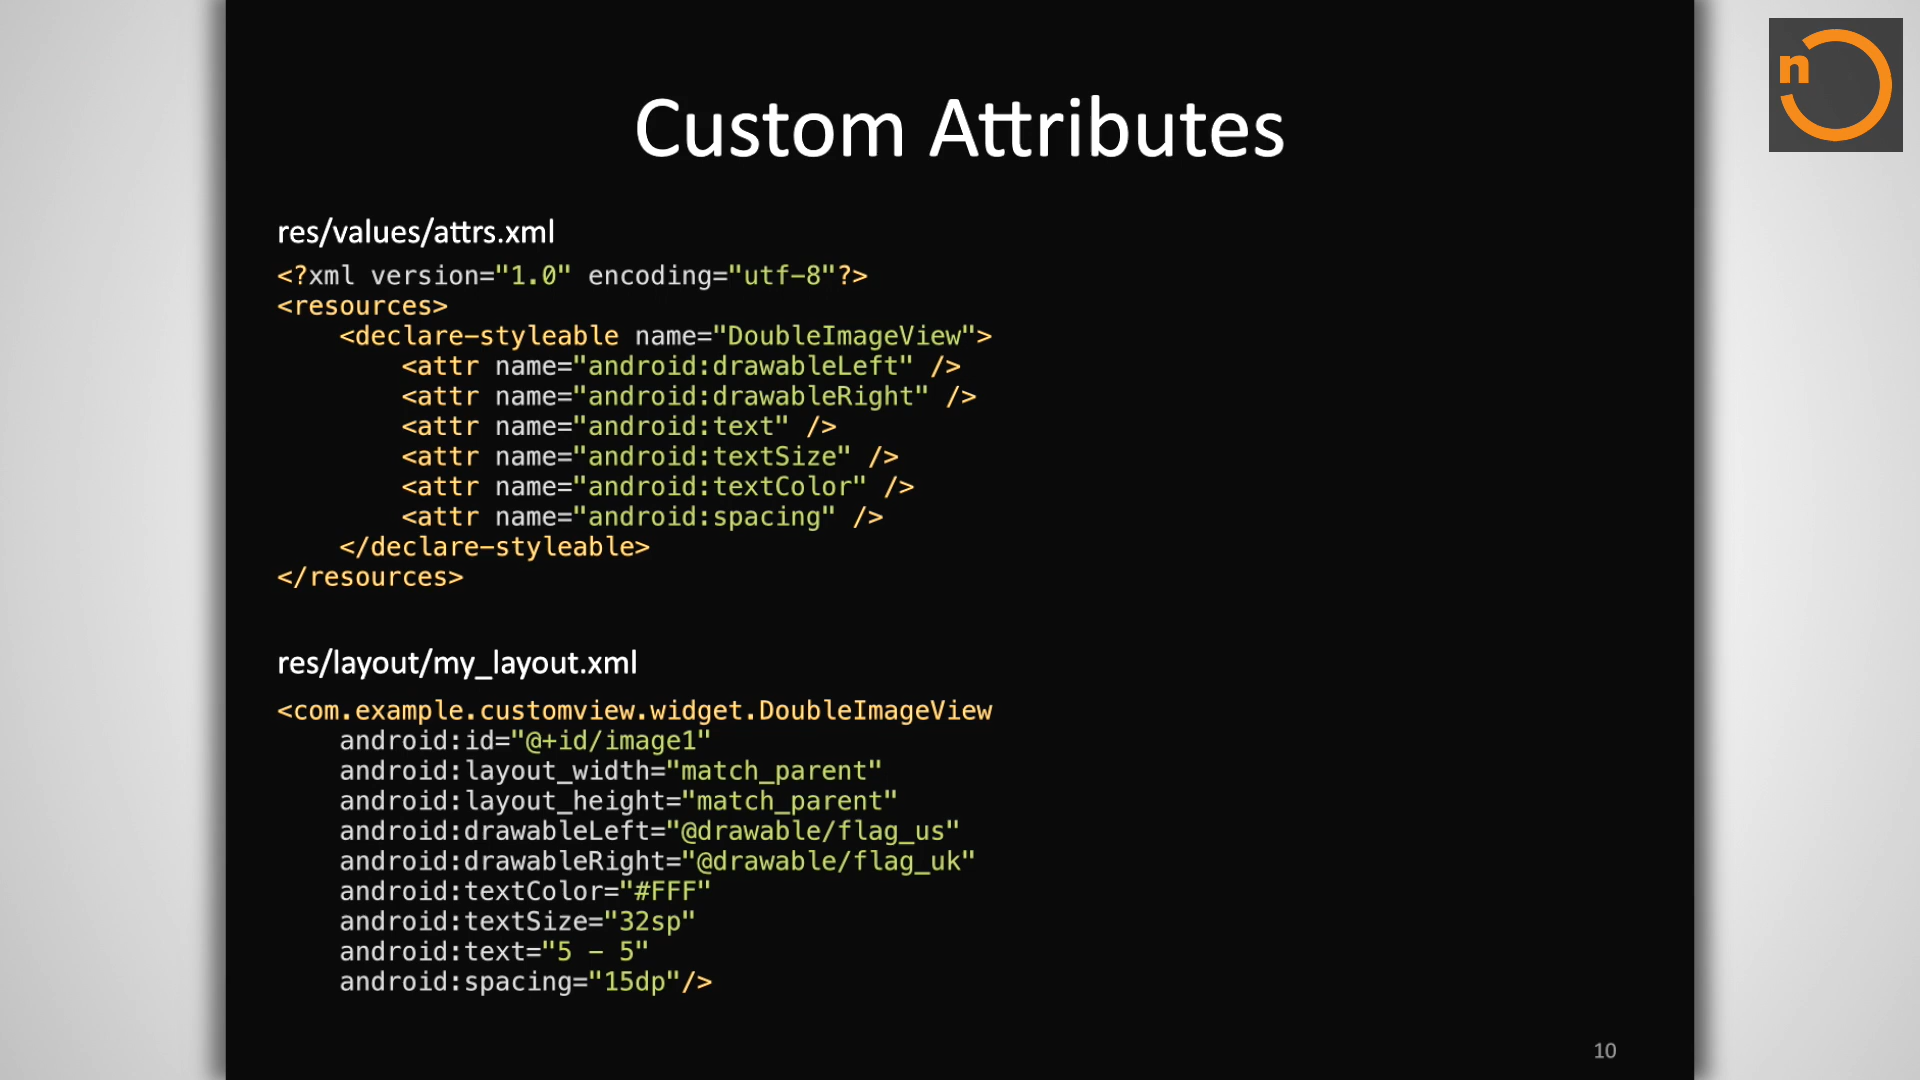 n
Custom Attributes
res/values/attrs.xml
<?xml version="1.0" encoding="utf-8"?>
<resources>
    <declare-styleable name="DoubleImageView">
        <attr name="android:drawableLeft" />
        <attr name="android:drawableRight" />
        <attr name="android:text" />
        <attr name="android:textSize" />
        <attr name="android:textColor" />
        <attr name="android:spacing" />
    </declare-styleable>
</resources>
res/layout/my_layout.xml
<com.example.customview.widget.DoubleImageView
    android:id="@+id/image1"
    android:layout_width="match_parent"
    android:layout_height="match_parent"
    android:drawableLeft="@drawable/flag_us"
    android:drawableRight="@drawable/flag_uk"
    android:textColor="#FFF"
    android:textSize="32sp"
    android:text="5 – 5"
    android:spacing="15dp"/>
10